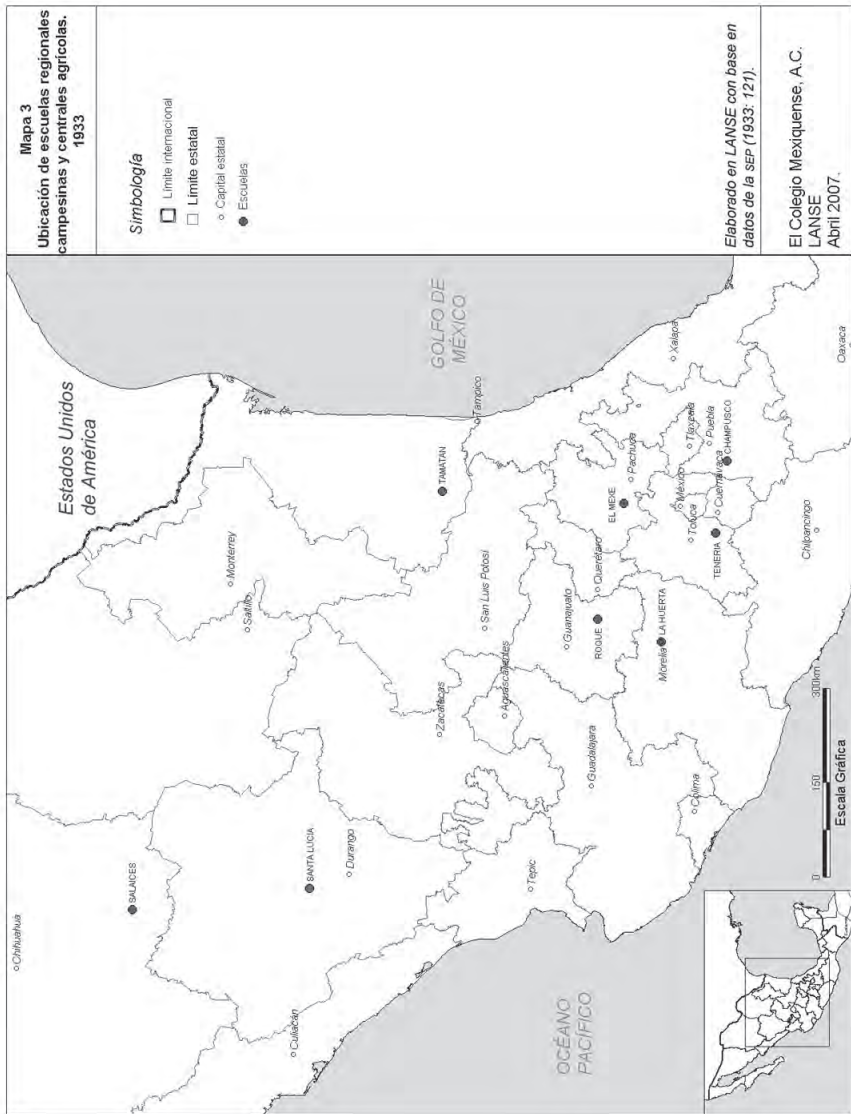 Mapa 3
Ubicación de escuelas regionales
campesinas y centrales agrícolas.
1933
Simbología
Límite internacional
Límite estatal
Capital estatal
Escuelas
Elaborado en LANSE con base en
datos de la SEP (1933: 121).
El Colegio Mexiquense, A.C.
LANSE
Abril 2007.
Estados Unidos
de América
GOLFO DE
MÉXICO
OCÉANO
PACÍFICO
Chihuahua
SALAICES
Culiacán
SANTA LUCIA
Durango
Saltillo
Monterrey
Zacatecas
TAMATAN
Tampico
San Luis Potosí
Aguascalientes
Tepic
Guadalajara
Guanajuato
ROQUE
Querétaro
EL MEXE
Pachuca
Xalapa
Colima
Morelia
LA HUERTA
México
Toluca
Tlaxcala
Puebla
TENERIA
Cuernavaca
CHAMPUSCO
Chilpancingo
Oaxaca
0
150
300km
Escala Gráfica